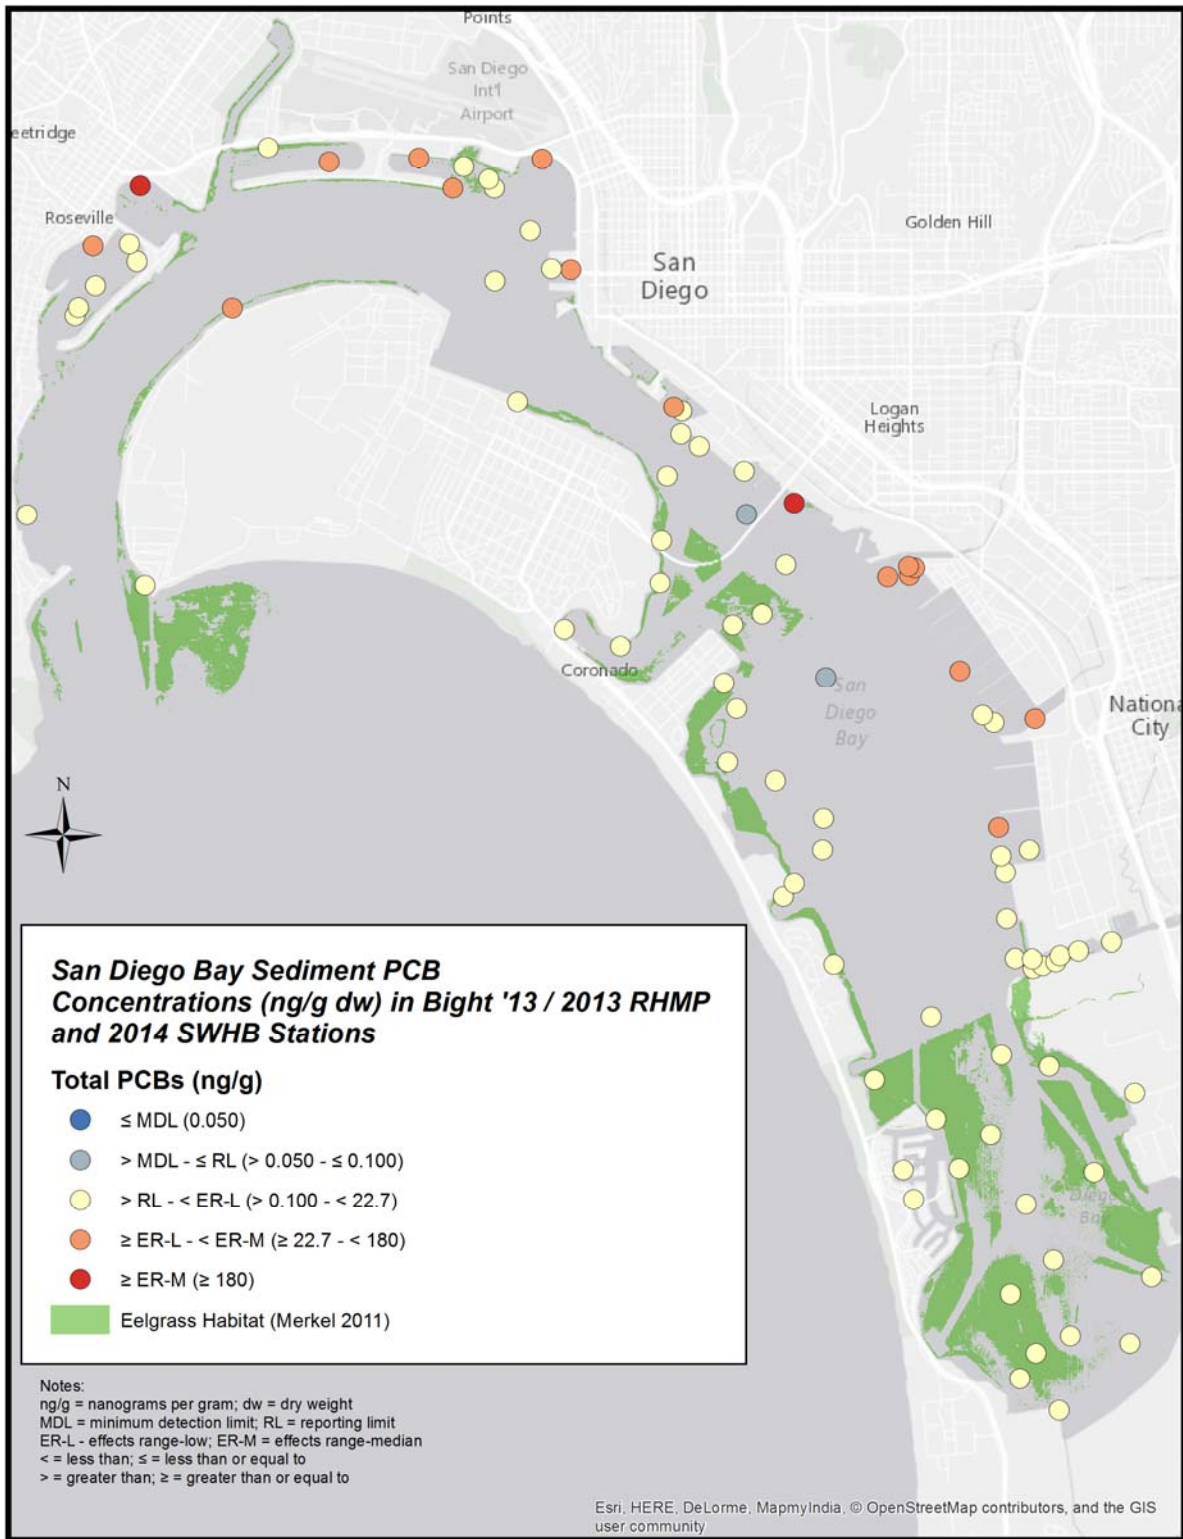 Points
San Diego
Int'l
Airport
eetridge
Roseville
Golden Hill
San
Diego
Logan
Heights
Coronado
San
Diego
Bay
Nationa
City
N
Diego
Bay
San Diego Bay Sediment PCB
Concentrations (ng/g dw) in Bight '13 / 2013 RHMP
and 2014 SWHB Stations
Total PCBs (ng/g)
≤ MDL (0.050)
> MDL - ≤ RL (> 0.050 - ≤ 0.100)
> RL - < ER-L (> 0.100 - < 22.7)
≥ ER-L - < ER-M (≥ 22.7 - < 180)
≥ ER-M (≥ 180)
Eelgrass Habitat (Merkel 2011)
Notes:
ng/g = nanograms per gram; dw = dry weight
MDL = minimum detection limit; RL = reporting limit
ER-L - effects range-low; ER-M = effects range-median
< = less than; ≤ = less than or equal to
> = greater than; ≥ = greater than or equal to
Esri, HERE, DeLorme, MapmyIndia, © OpenStreetMap contributors, and the GIS
user community